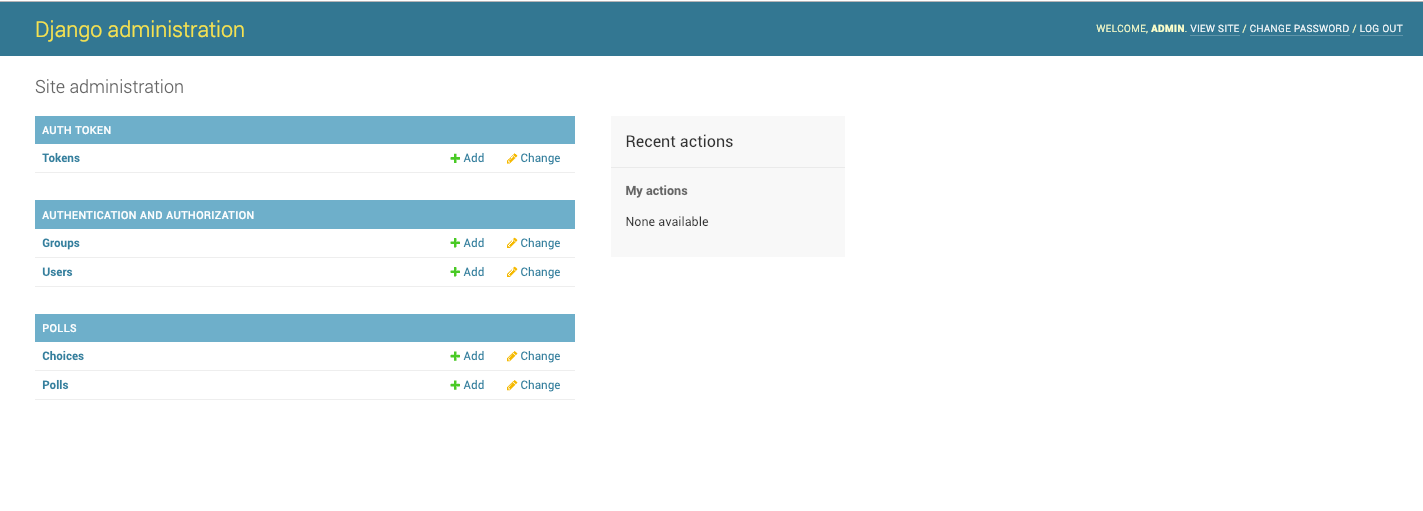 Django administration
WELCOME, ADMIN. VIEW SITE / CHANGE PASSWORD / LOG OUT
Site administration
AUTH TOKEN
Tokens Add Change
AUTHENTICATION AND AUTHORIZATION
Groups Add Change
Users Add Change
POLLS
Choices Add Change
Polls Add Change
Recent actions
My actions
None available